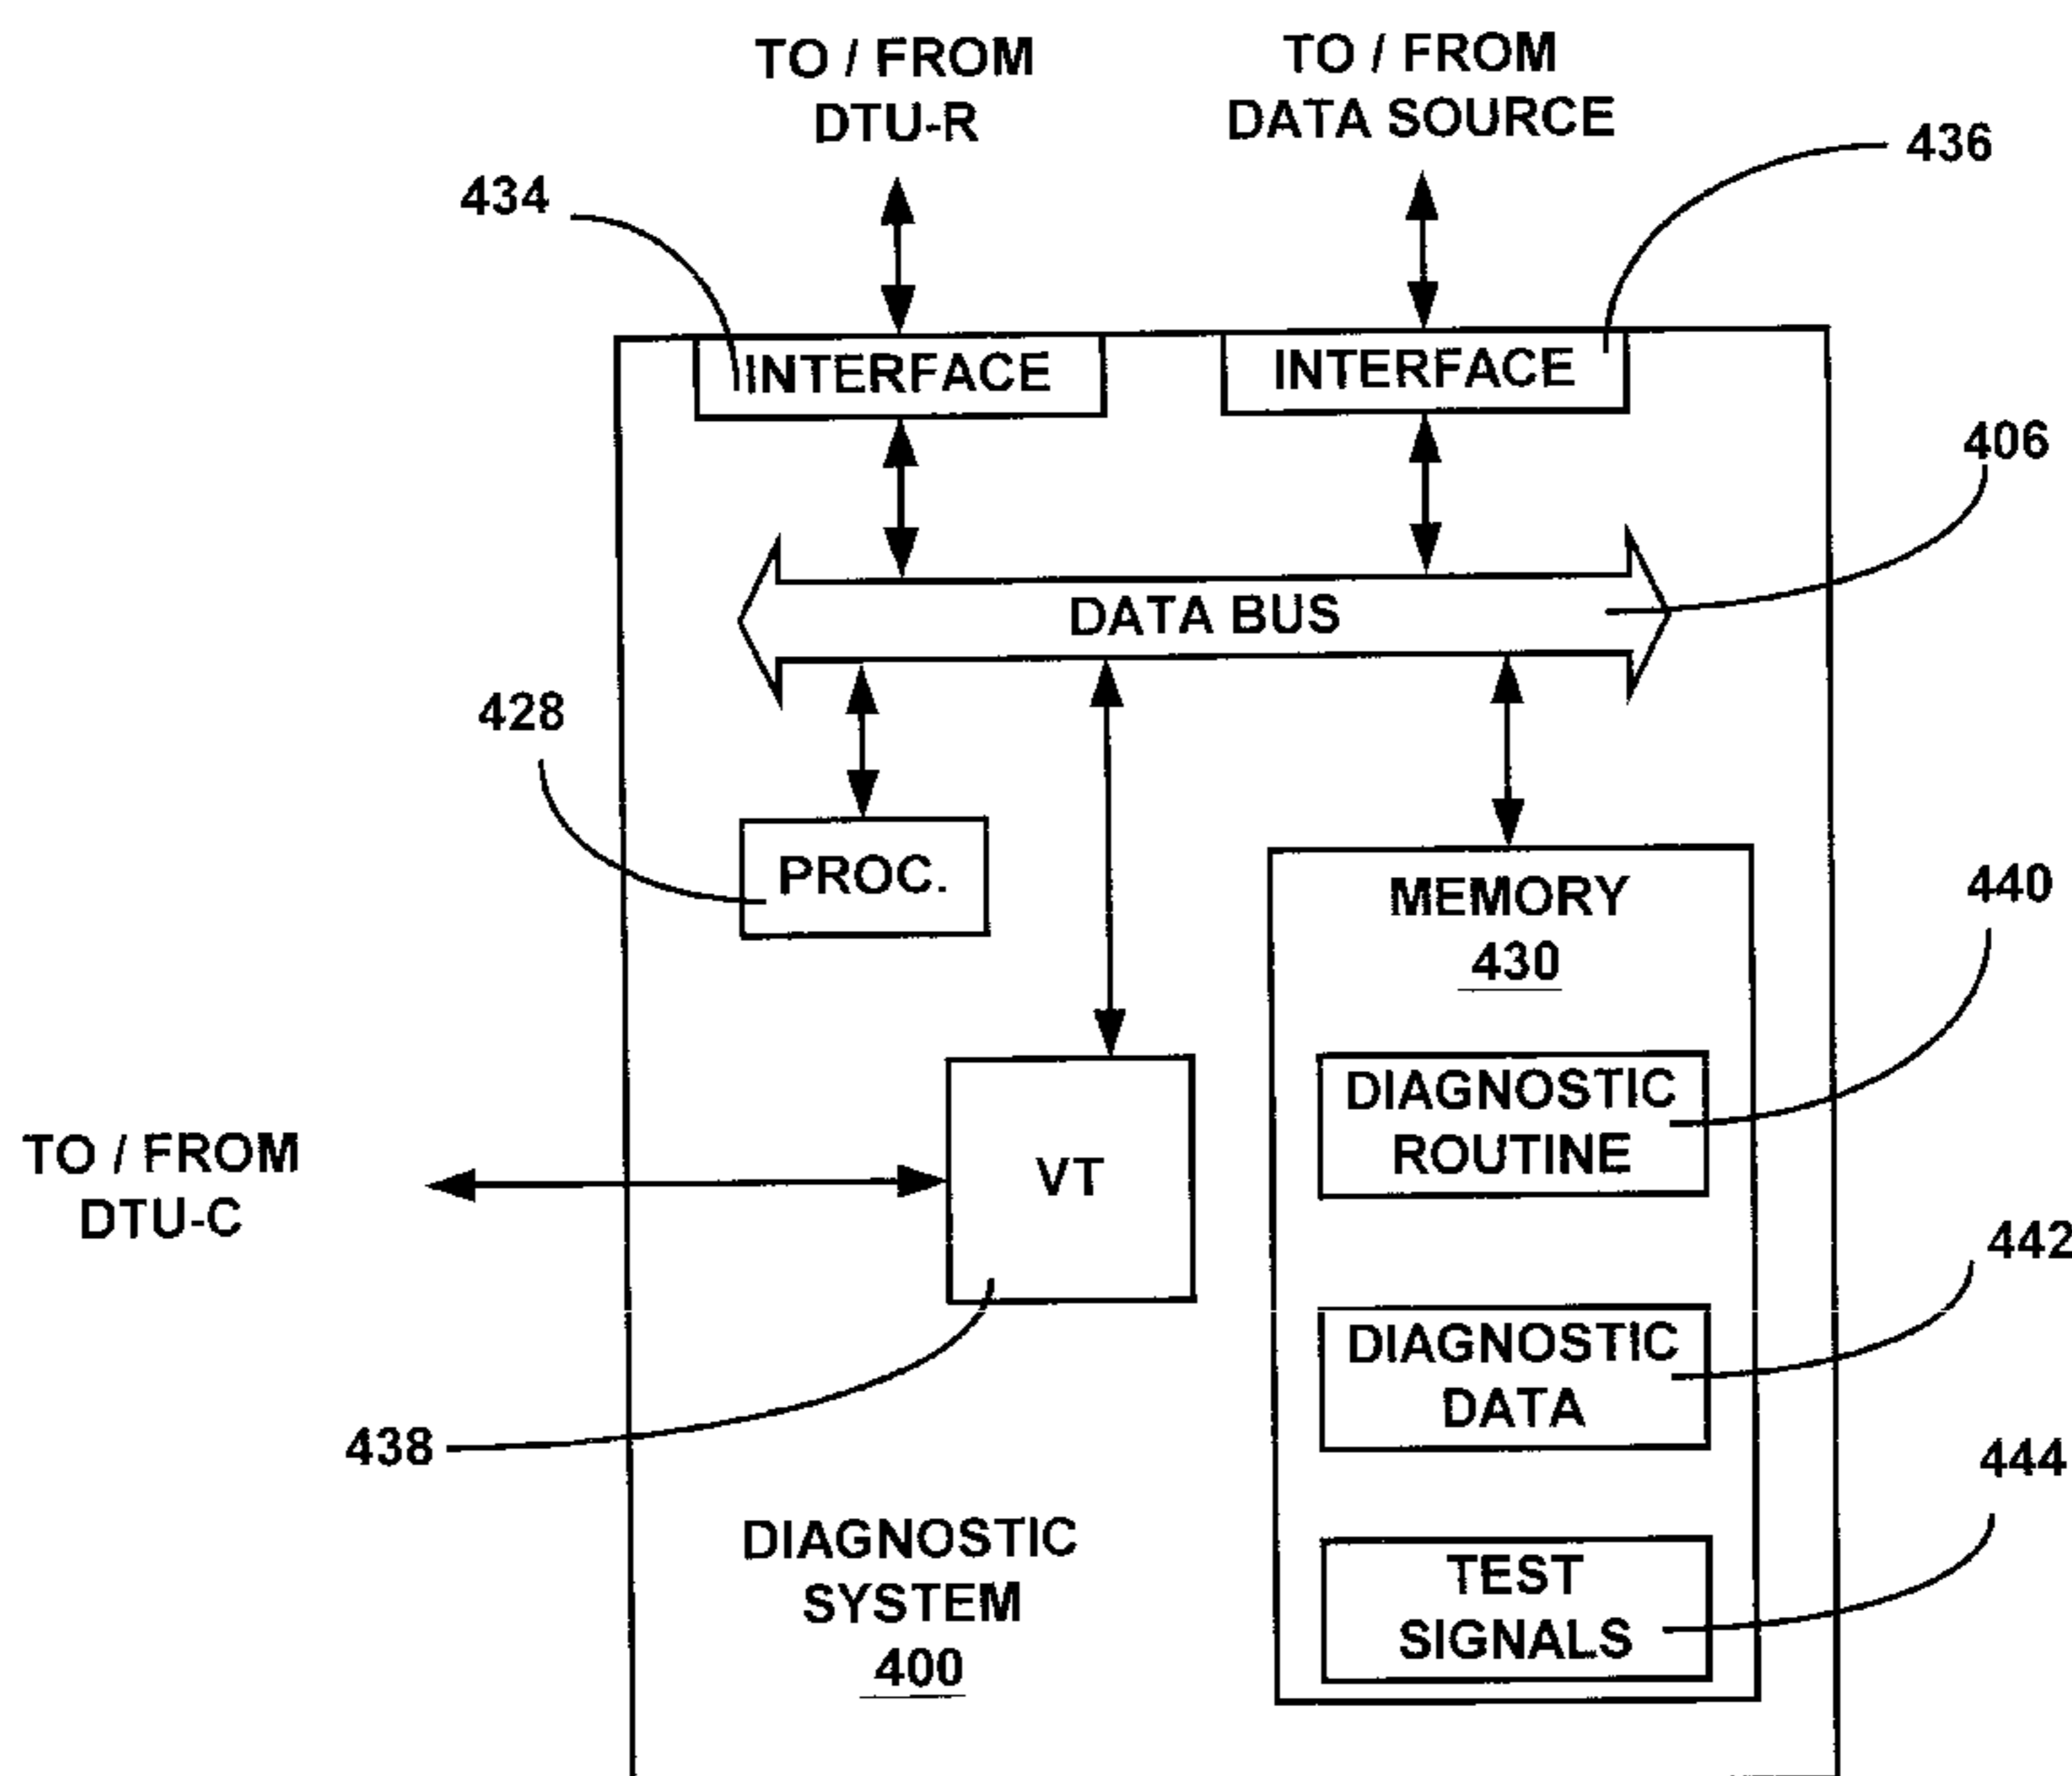 TO / FROM
DTU-R
TO / FROM
DATA SOURCE
436
434
INTERFACE
INTERFACE
406
DATA BUS
428
PROC.
MEMORY
430
440
DIAGNOSTIC
ROUTINE
TO / FROM
DTU-C
VT
442
DIAGNOSTIC
DATA
438
444
DIAGNOSTIC
SYSTEM
400
TEST
SIGNALS